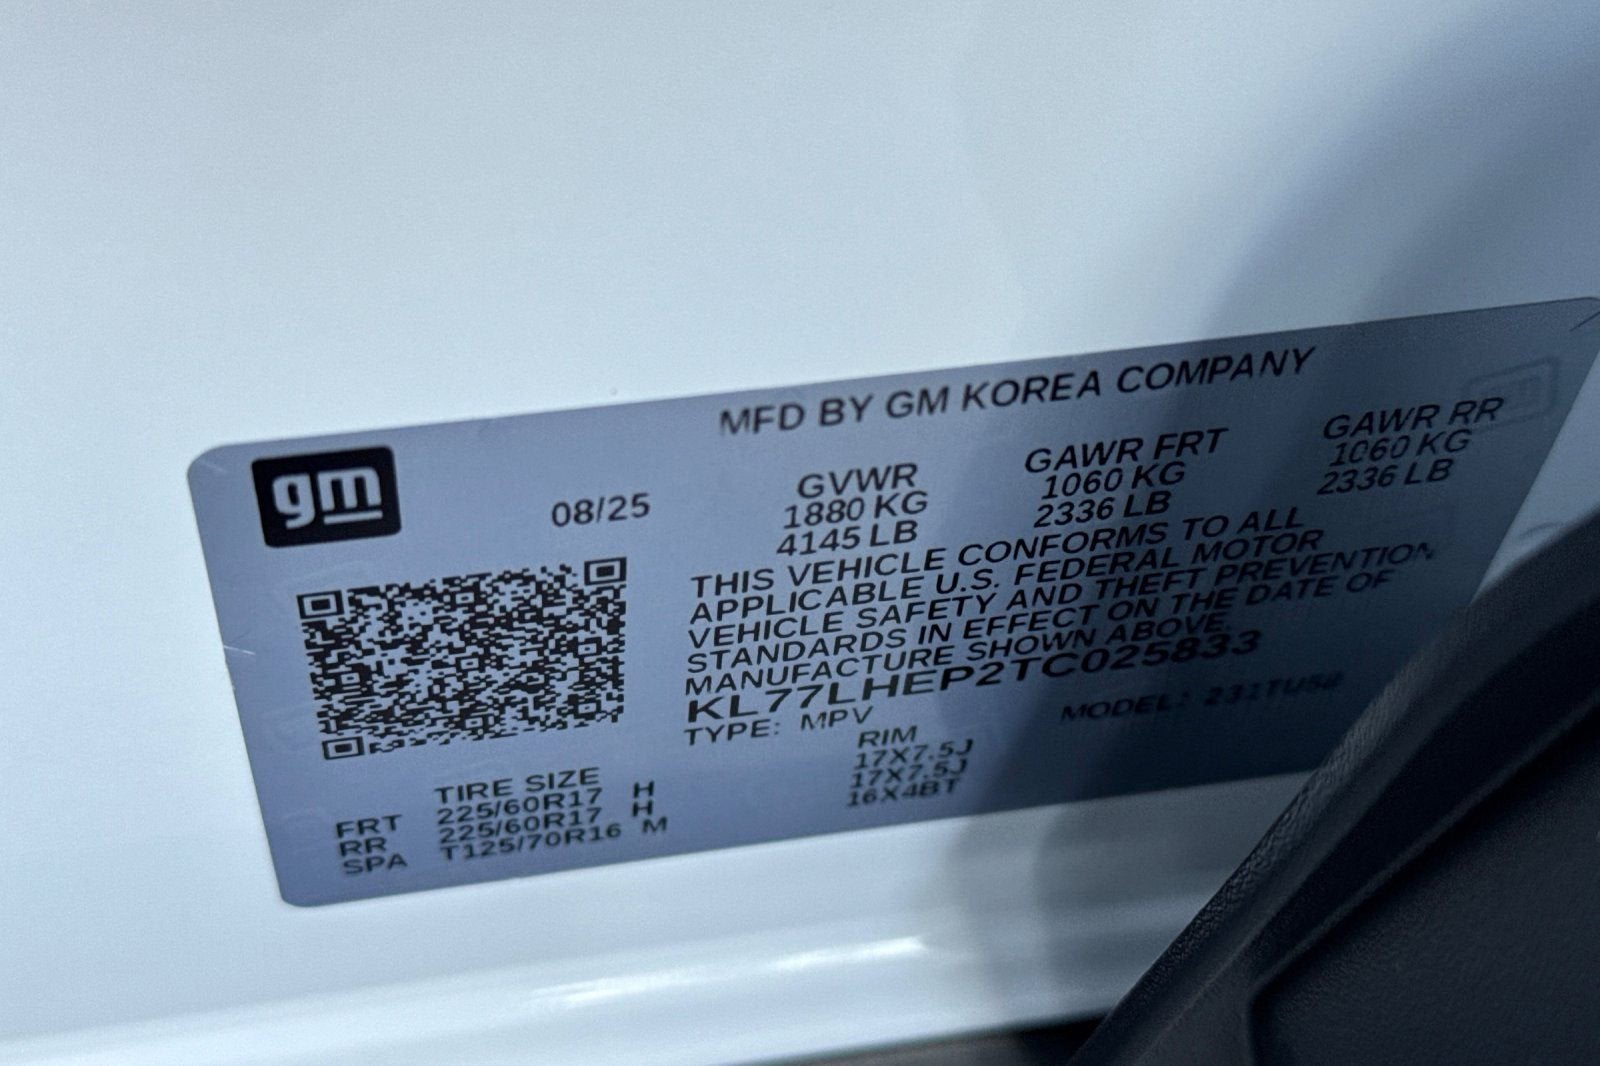 MFD BY GM KOREA COMPANY
gm
08/25
GVWR GAWR FRT GAWR RR
1880 KG 1060 KG 1060 KG
4145 LB 2336 LB 2336 LB
THIS VEHICLE CONFORMS TO ALL
APPLICABLE U.S. FEDERAL MOTOR
VEHICLE SAFETY AND THEFT PREVENTION
STANDARDS IN EFFECT ON THE DATE OF
MANUFACTURE SHOWN ABOVE.
KL77LHEP2TC025833
TYPE: MPV MODEL:
TIRE SIZE RIM
FRT 225/60R17 H 17X7.5J
RR 225/60R17 H 17X7.5J
SPA T125/70R16 M 16X4BT